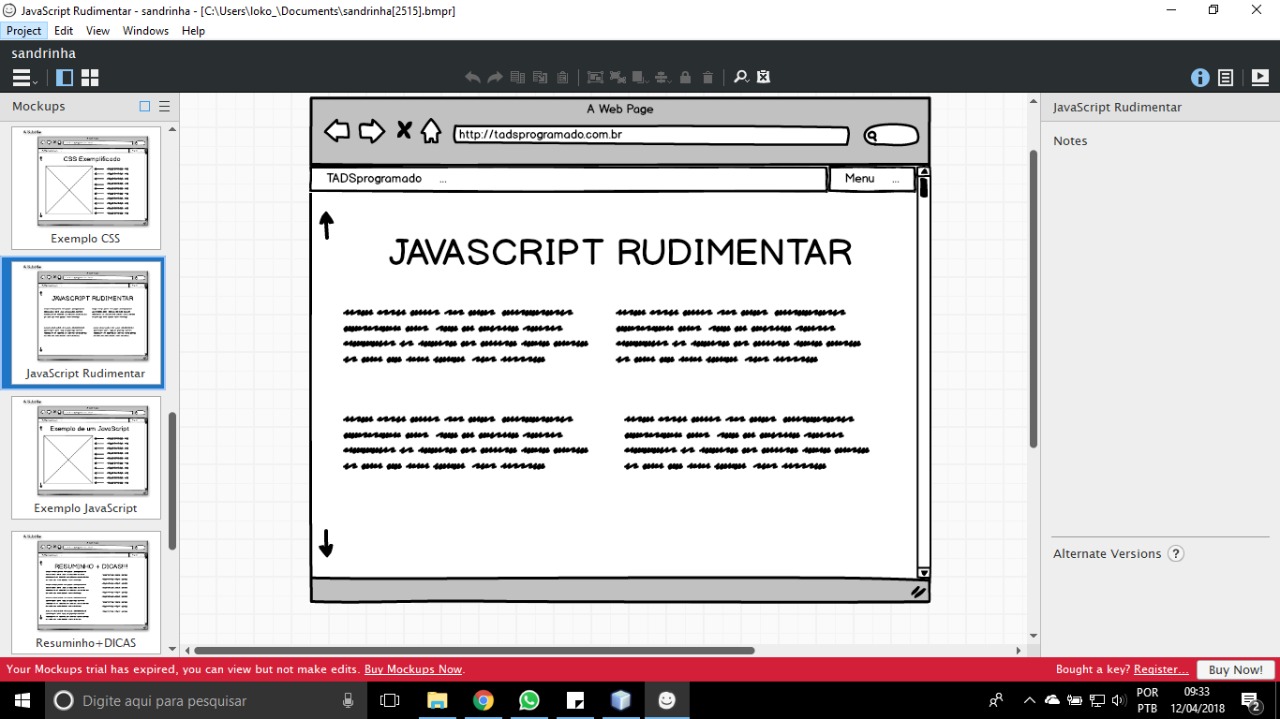 JavaScript Rudimentar - sandrinha - [C:\Users\loko_\Documents\sandrinha[2515].bmpr]
Project Edit View Windows Help
sandrinha
Mockups
CSS Exemplificado
Exemplo CSS
JAVASCRIPT RUDIMENTAR
JavaScript Rudimentar
Exemplo de um JavaScript
Exemplo JavaScript
RESUMINHO + DICAS!!!
Resuminho+DICAS
A Web Page
http://tadsprogramado.com.br
TADSprogramado ... Menu ...
JAVASCRIPT RUDIMENTAR
JavaScript Rudimentar
Notes
Alternate Versions ?
Your Mockups trial has expired, you can view but not make edits. Buy Mockups Now. Bought a key? Register... Buy Now!
Digite aqui para pesquisar
POR
PTB
09:33
12/04/2018
2